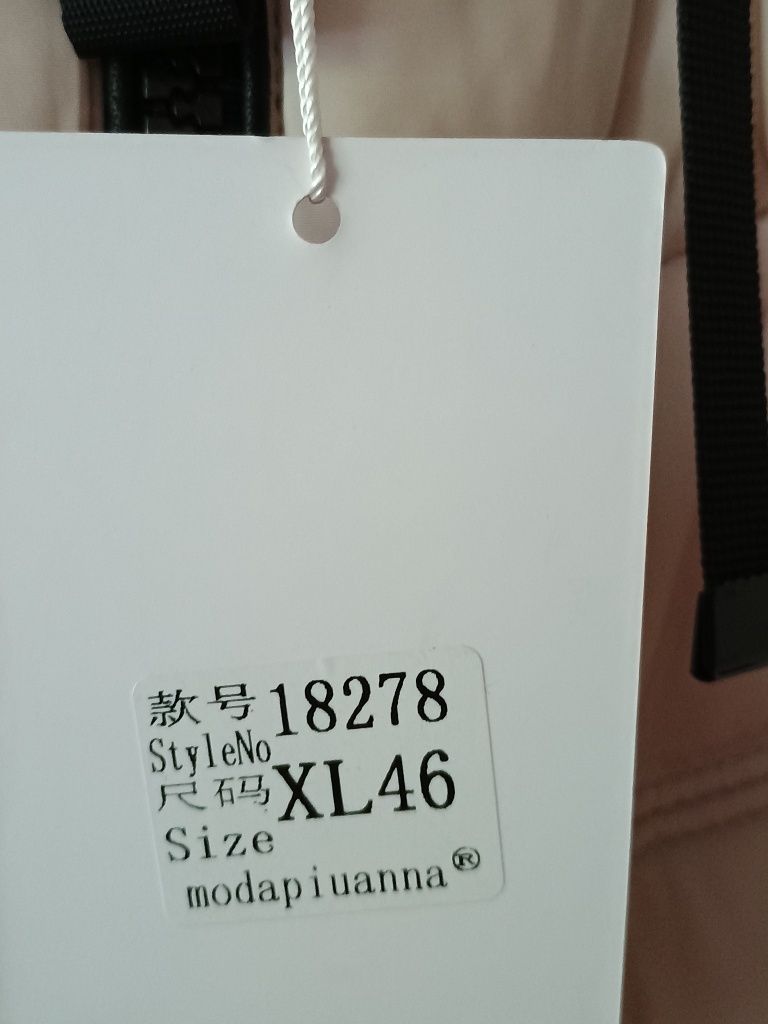 款号18278
StyleNo
尺码XL46
Size
modapiuanna®